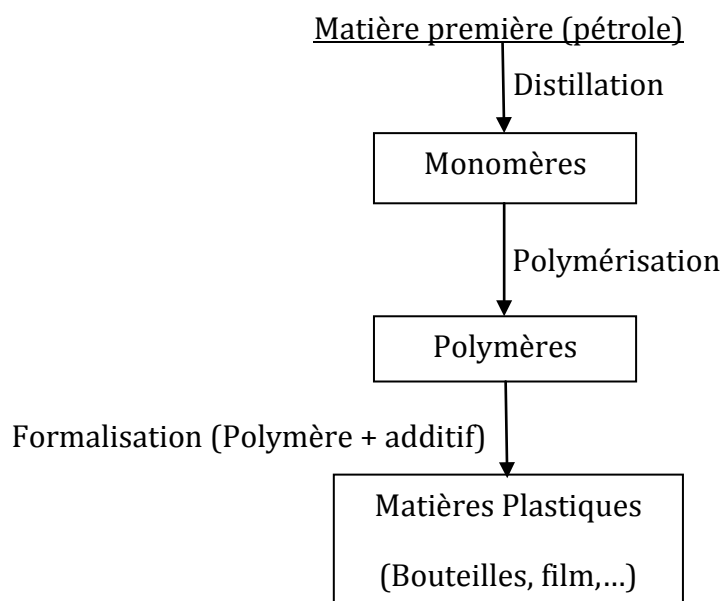 Matière première (pétrole)
Distillation
Monomères
Polymérisation
Polymères
Formalisation (Polymère + additif)
Matières Plastiques
(Bouteilles, film,...)